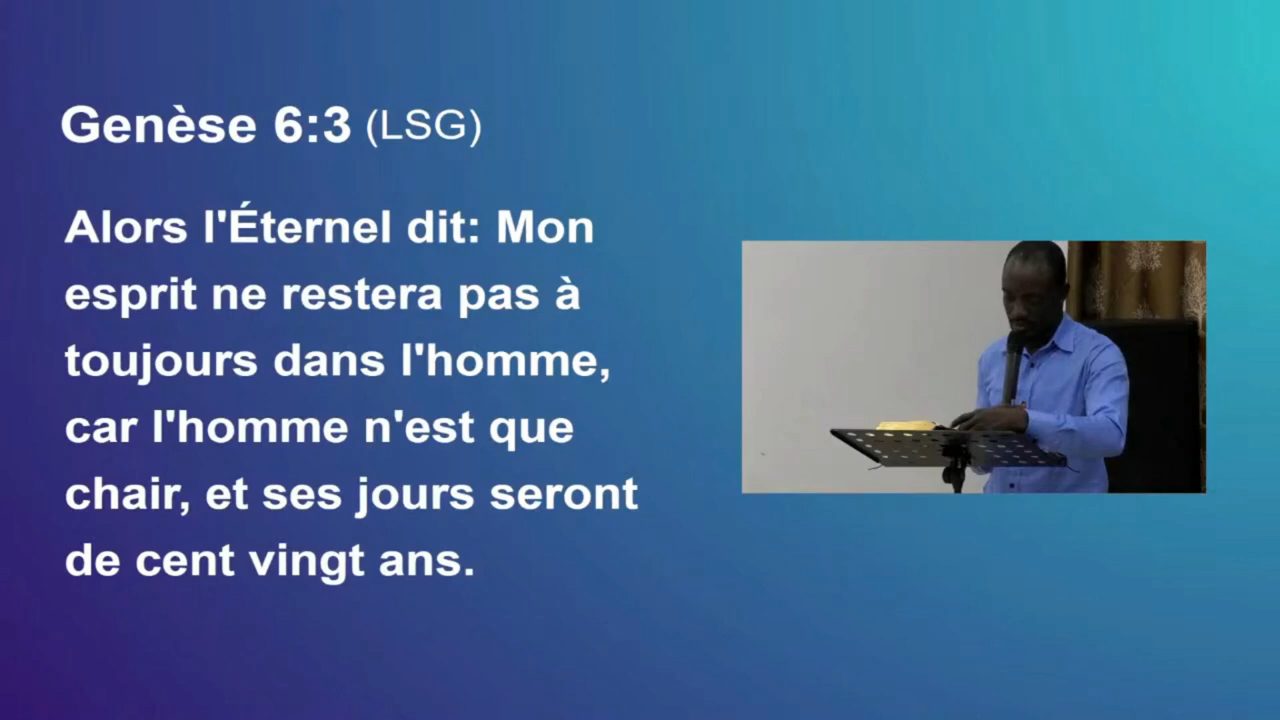 Genèse 6:3 (LSG)
Alors l'Éternel dit: Mon
esprit ne restera pas à
toujours dans l'homme,
car l'homme n'est que
chair, et ses jours seront
de cent vingt ans.